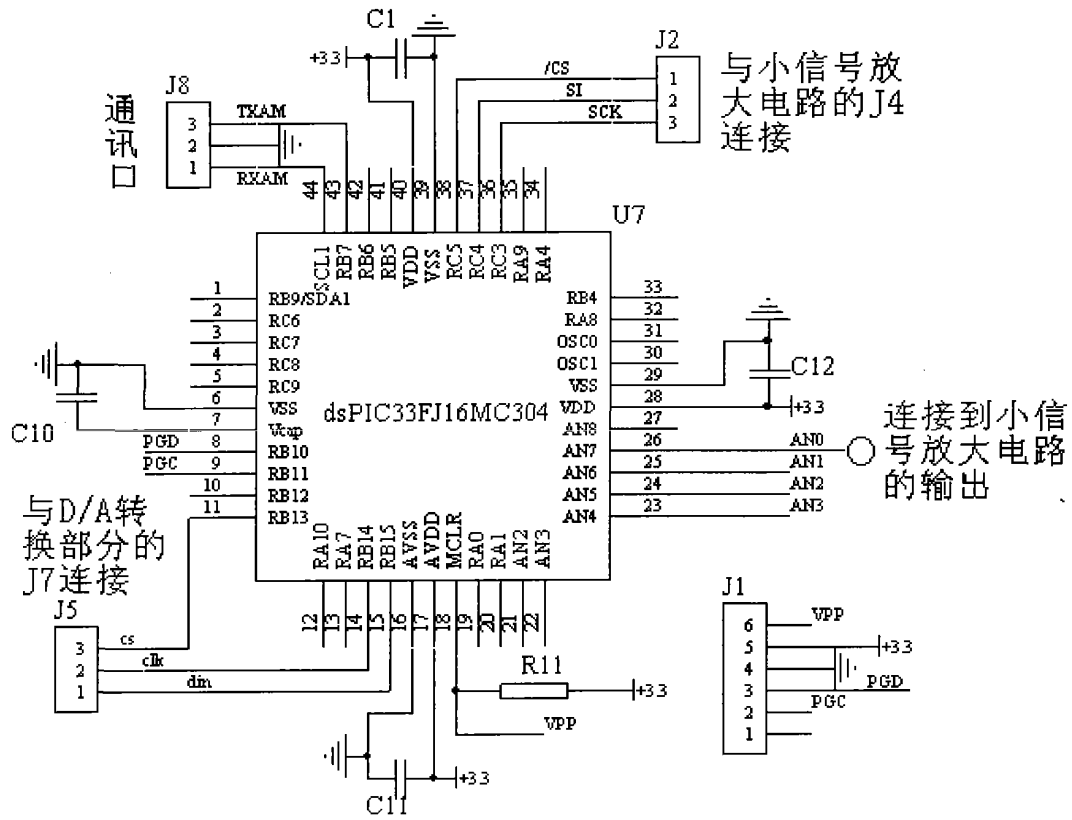 C1
+33
J2
/CS
1
SI
2
SCK
3
与小信号放
大电路的J4
连接
J8
通
讯
口
3
TXAM
2
1
RXAM
44
43
42
41
40
39
38
37
36
35
34
U7
SCL1
RB7
RB6
RB5
VDD
VSS
RC5
RC4
RC3
RA9
RA4
1
RB9/SDA1
2
RC6
3
RC7
4
RC8
5
RC9
6
VSS
7
Vcap
8
RB10
PGD
9
RB11
PGC
10
RB12
11
RB13
C10
dsPIC33FJ16MC304
RB4
33
RA8
32
OSC0
31
OSC1
30
VSS
29
VDD
28
AN8
27
AN7
26
AN0
AN6
25
AN1
AN5
24
AN2
AN4
23
AN3
C12
+33
连接到小信
号放大电路
的输出
与D/A转
换部分的
J7连接
RA10
RA7
RB14
RB15
AVSS
AVDD
MCLR
RA0
RA1
AN2
AN3
12
13
14
15
16
17
18
19
20
21
22
J5
3
cs
2
clk
1
din
R11
+33
VPP
C11
+33
J1
6
VPP
5
+33
4
3
PGD
2
PGC
1